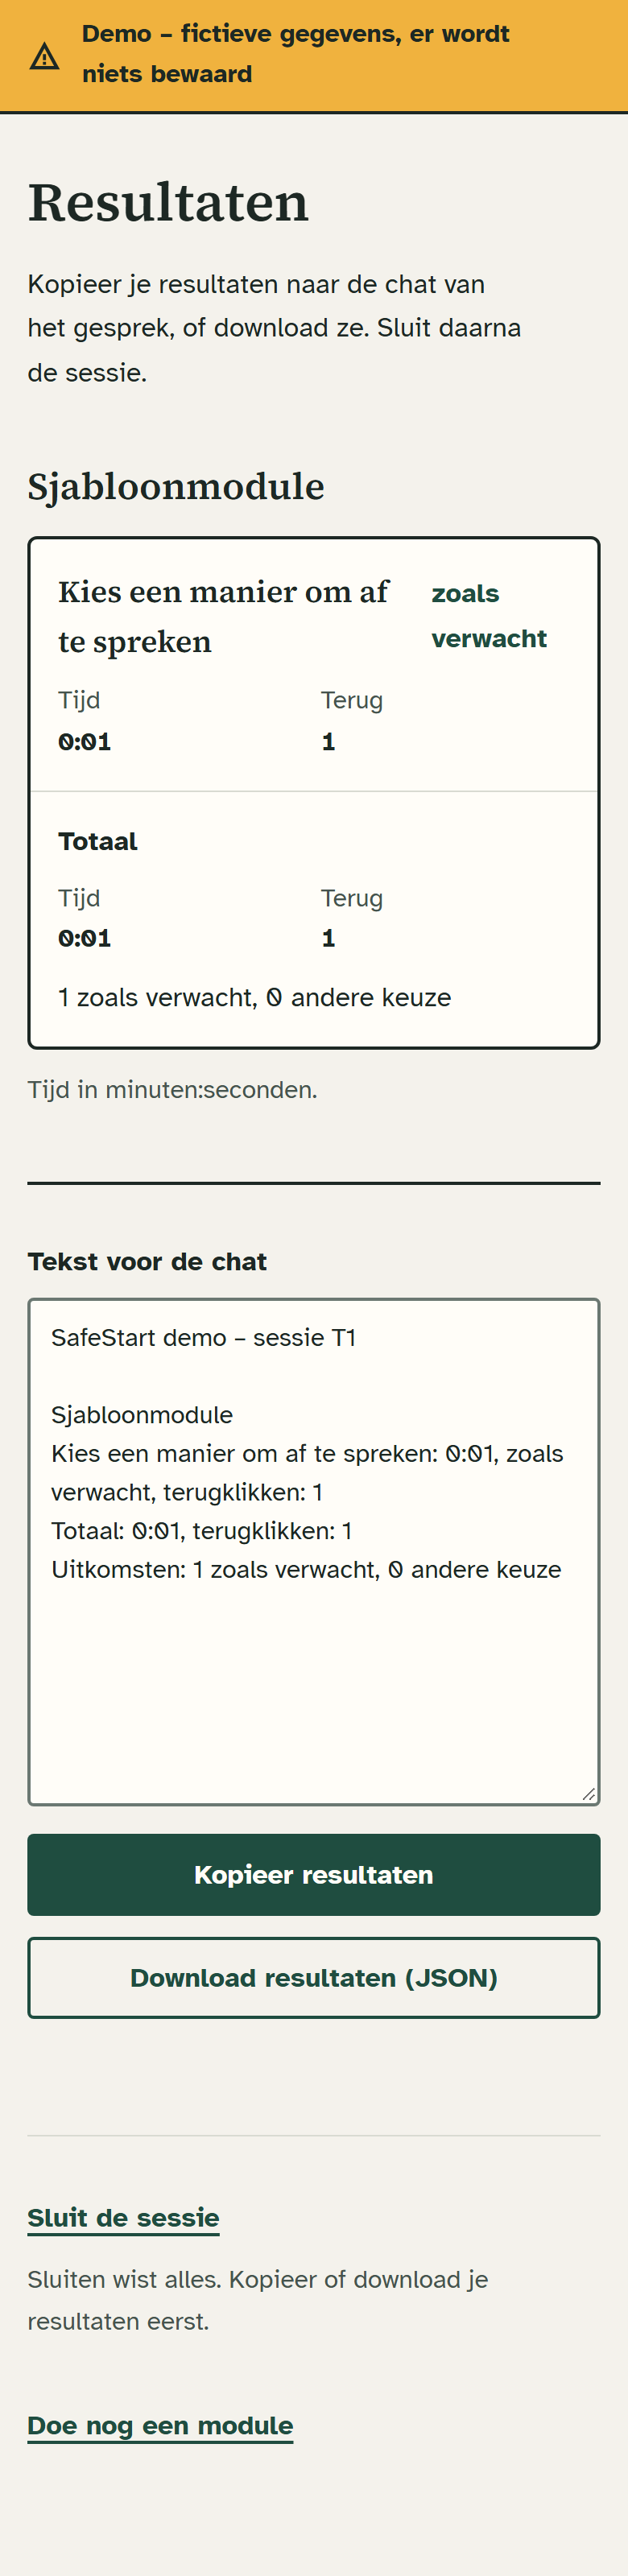 Demo – fictieve gegevens, er wordt
niets bewaard
Resultaten
Kopieer je resultaten naar de chat van
het gesprek, of download ze. Sluit daarna
de sessie.
Sjabloonmodule
Kies een manier om af
te spreken
zoals
verwacht
Tijd
Terug
0:01
1
Totaal
Tijd
Terug
0:01
1
1 zoals verwacht, 0 andere keuze
Tijd in minuten:seconden.
Tekst voor de chat
SafeStart demo – sessie T1
Sjabloonmodule
Kies een manier om af te spreken: 0:01, zoals
verwacht, terugklikken: 1
Totaal: 0:01, terugklikken: 1
Uitkomsten: 1 zoals verwacht, 0 andere keuze
Kopieer resultaten
Download resultaten (JSON)
Sluit de sessie
Sluiten wist alles. Kopieer of download je
resultaten eerst.
Doe nog een module